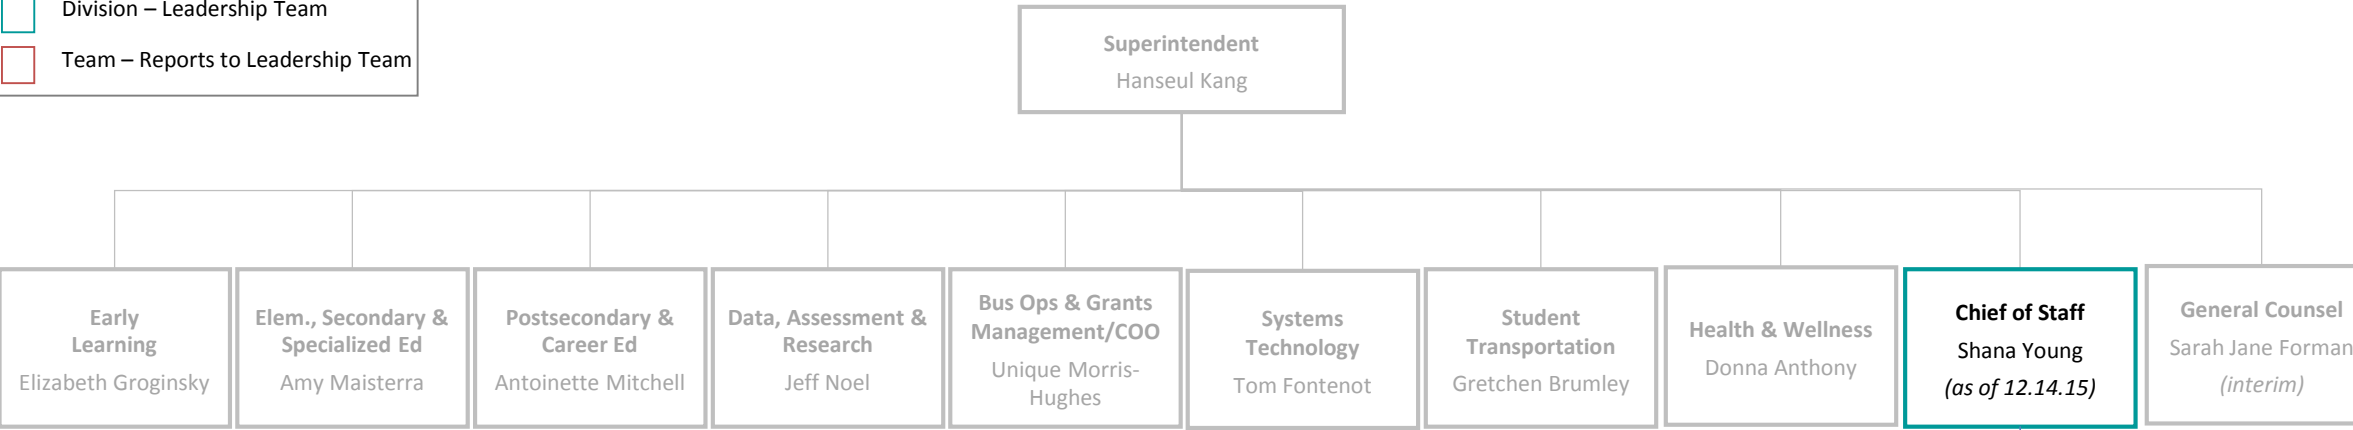 Division – Leadership Team
Team – Reports to Leadership Team
Superintendent
Hanseul Kang
Early
Learning
Elizabeth Groginsky
Elem., Secondary &
Specialized Ed
Amy Maisterra
Postsecondary &
Career Ed
Antoinette Mitchell
Data, Assessment &
Research
Jeff Noel
Bus Ops & Grants
Management/COO
Unique Morris-
Hughes
Systems
Technology
Tom Fontenot
Student
Transportation
Gretchen Brumley
Health & Wellness
Donna Anthony
Chief of Staff
Shana Young
(as of 12.14.15)
General Counsel
Sarah Jane Forman
(interim)